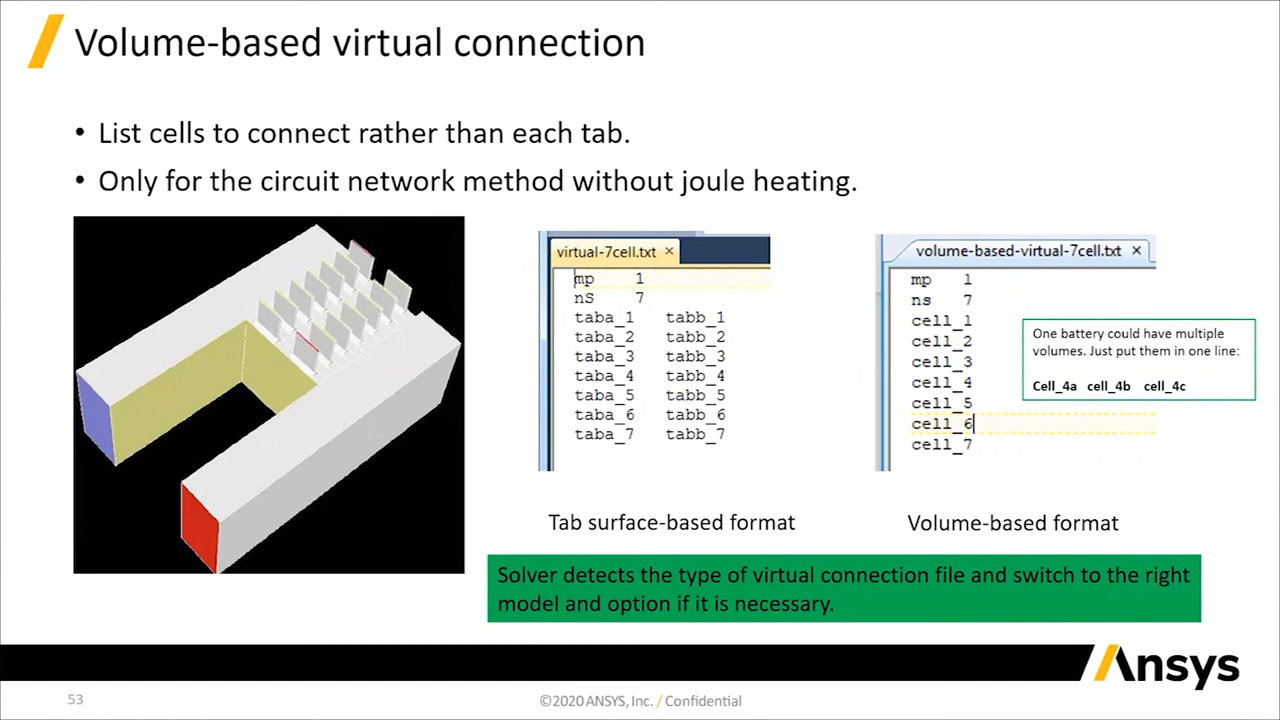 Volume-based virtual connection
• List cells to connect rather than each tab.
• Only for the circuit network method without joule heating.
virtual-7cell.txt ×
mp 1
nS 7
taba_1 tabb_1
taba_2 tabb_2
taba_3 tabb_3
taba_4 tabb_4
taba_5 tabb_5
taba_6 tabb_6
taba_7 tabb_7
Tab surface-based format
volume-based-virtual-7cell.txt ×
mp 1
ns 7
cell_1
cell_2
cell_3
cell_4
cell_5
cell_6
cell_7
One battery could have multiple
volumes. Just put them in one line:
Cell_4a cell_4b cell_4c
Volume-based format
Solver detects the type of virtual connection file and switch to the right
model and option if it is necessary.
Ansys
53
©2020 ANSYS, Inc. / Confidential